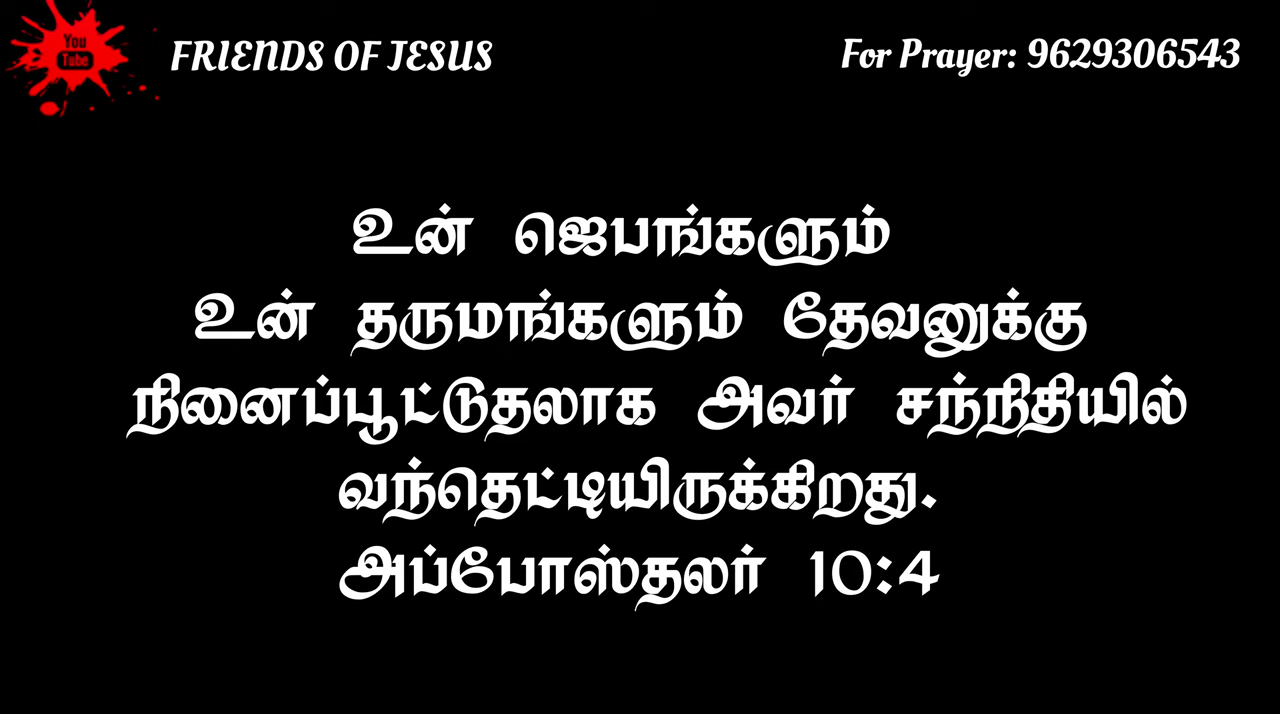 You
Tube
FRIENDS OF JESUS
For Prayer: 9629306543
உன் ஜெபங்களும்
உன் தருமங்களும் தேவனுக்கு
நினைப்பூட்டுதலாக அவர் சந்நிதியில்
வந்தெட்டியிருக்கிறது.
அப்போஸ்தலர் 10:4